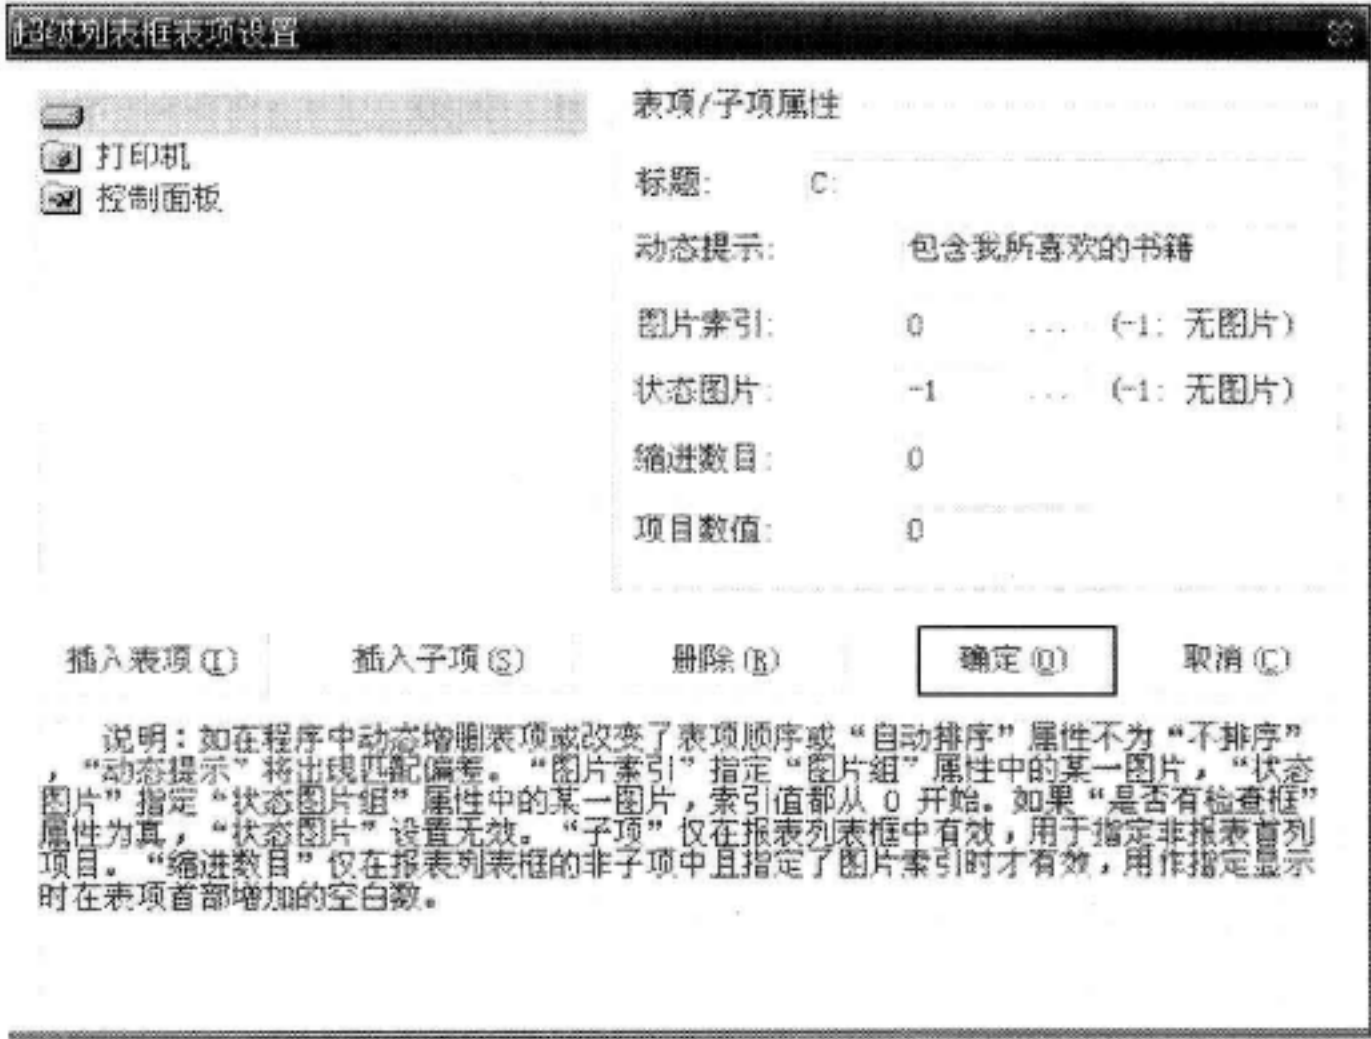 超级列表框表项设置
打印机
控制面板
表项/子项属性
标题: C:
动态提示: 包含我所喜欢的书籍
图片索引: 0 ... (-1: 无图片)
状态图片: -1 ... (-1: 无图片)
缩进数目: 0
项目数值: 0
插入表项(I) 插入子项(S) 册除(R) 确定(O) 取消(C)
说明：如在程序中动态增删表项或改变了表项顺序或“自动排序”属性不为“不排序”
，“动态提示”将出现匹配偏差。“图片索引”指定“图片组”属性中的某一图片，“状态
图片”指定“状态图片组”属性中的某一图片，索引值都从 0 开始。如果“是否有检查框”
属性为真，“状态图片”设置无效。“子项”仅在报表列表框中有效，用于指定非报表首列
项目。“缩进数目”仅在报表列表框的非子项中且指定了图片索引时才有效，用作指定显示
时在表项首部增加的空白数。